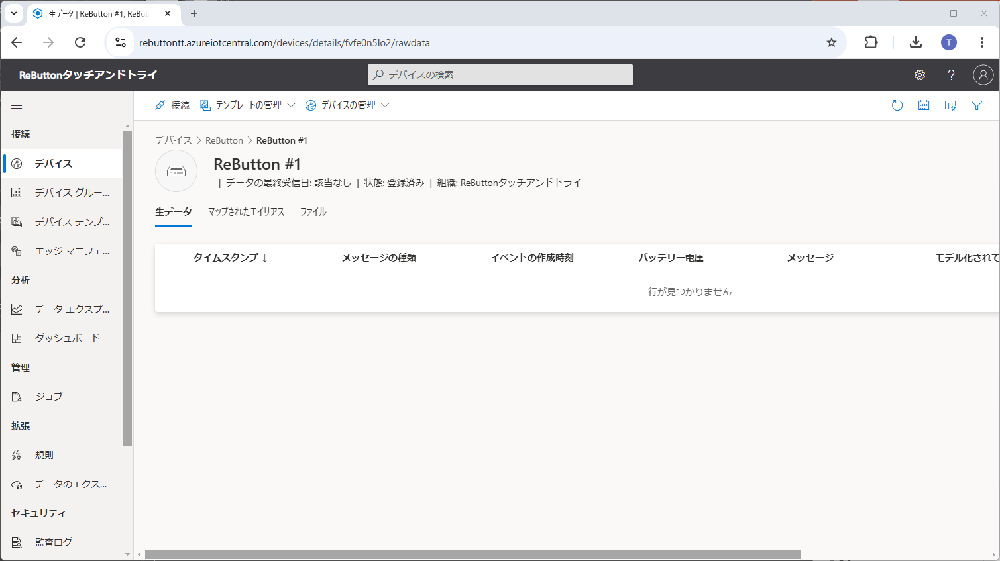 生データ | ReButton #1, ReBut
rebuttontt.azureiotcentral.com/devices/details/fvfe0n5lo2/rawdata
T
ReButtonタッチアンドトライ
デバイスの検索
接続
テンプレートの管理
デバイスの管理
接続
デバイス
デバイス グルー...
デバイス テンプ...
エッジ マニフェ...
分析
データ エクスプ...
ダッシュボード
管理
ジョブ
拡張
規則
データのエクス...
セキュリティ
監査ログ
デバイス > ReButton > ReButton #1
ReButton #1
| データの最終受信日: 該当なし | 状態: 登録済み | 組織: ReButtonタッチアンドトライ
生データ マップされたエイリアス ファイル
タイムスタンプ ↓ メッセージの種類 イベントの作成時刻 バッテリー電圧 メッセージ モデル化されて
行が見つかりません